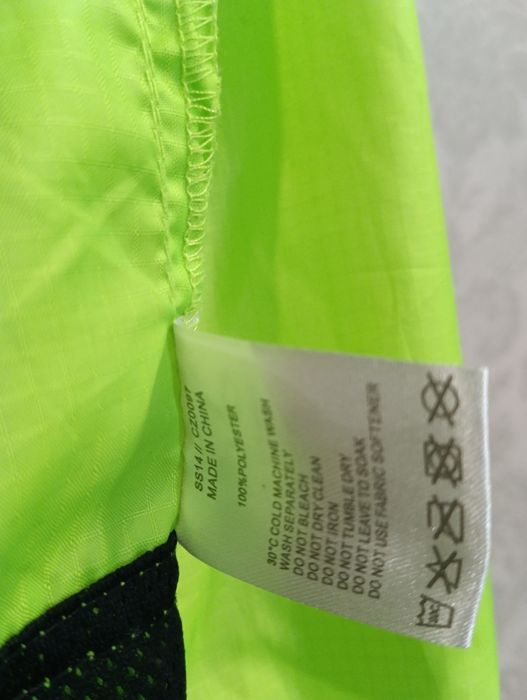 SS14// CZ0097
MADE IN CHINA
100%POLYESTER
30°C COLD MACHINE WASH
WASH SEPARATELY
DO NOT BLEACH
DO NOT DRY CLEAN
DO NOT IRON
DO NOT TUMBLE DRY
DO NOT LEAVE TO SOAK
DO NOT USE FABRIC SOFTENER